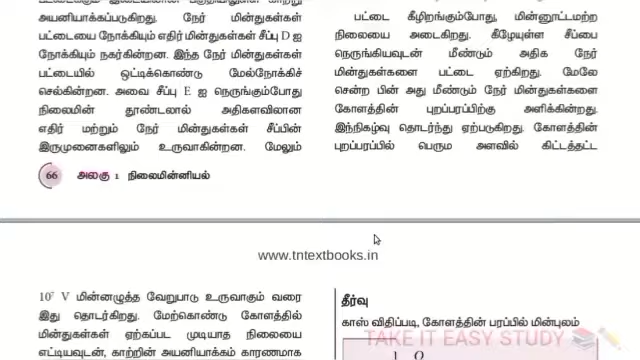 அயனியாக்கப்படுகிறது. நேர் மின்துகள்கள்
பட்டையை நோக்கியும் எதிர் மின்துகள்கள் சீப்பு D ஐ
நோக்கியும் நகர்கின்றன. இந்த நேர் மின்துகள்கள்
பட்டையில் ஒட்டிக்கொண்டு மேல்நோக்கிச்
செல்கின்றன. அவை சீப்பு E ஐ நெருங்கும்போது
நிலைமின் தூண்டலால் அதிகளவிலான
எதிர் மற்றும் நேர் மின்துகள்கள் சீப்பின்
இருமுனைகளிலும் உருவாகின்றன. மேலும்
பட்டை கீழிறங்கும்போது, மின்னூட்டமற்ற
நிலையை அடைகிறது. கீழேயுள்ள சீப்பை
நெருங்கியவுடன் மீண்டும் அதிக நேர்
மின்துகள்களை பட்டை ஏற்கிறது. மேலே
சென்ற பின் அது மீண்டும் நேர் மின்துகள்களை
கோளத்தின் புறப்பரப்பிற்கு அளிக்கின்றது.
இந்நிகழ்வு தொடர்ந்து ஏற்படுகிறது. கோளத்தின்
புறப்பரப்பில் பெரும அளவில் கிட்டத்தட்ட
66 அலகு 1 நிலைமின்னியல்
www.tntextbooks.in
10⁷ V மின்னழுத்த வேறுபாடு உருவாகும் வரை
இது தொடர்கிறது. மேற்கொண்டு கோளத்தில்
மின்துகள்கள் ஏற்கப்பட முடியாத நிலையை
எட்டியவுடன், காற்றின் அயனியாக்கம் காரணமாக
தீர்வு
காஸ் விதிப்படி, கோளத்தின் பரப்பில் மின்புலம்
1 Q
TAKE IT EASY STUDY